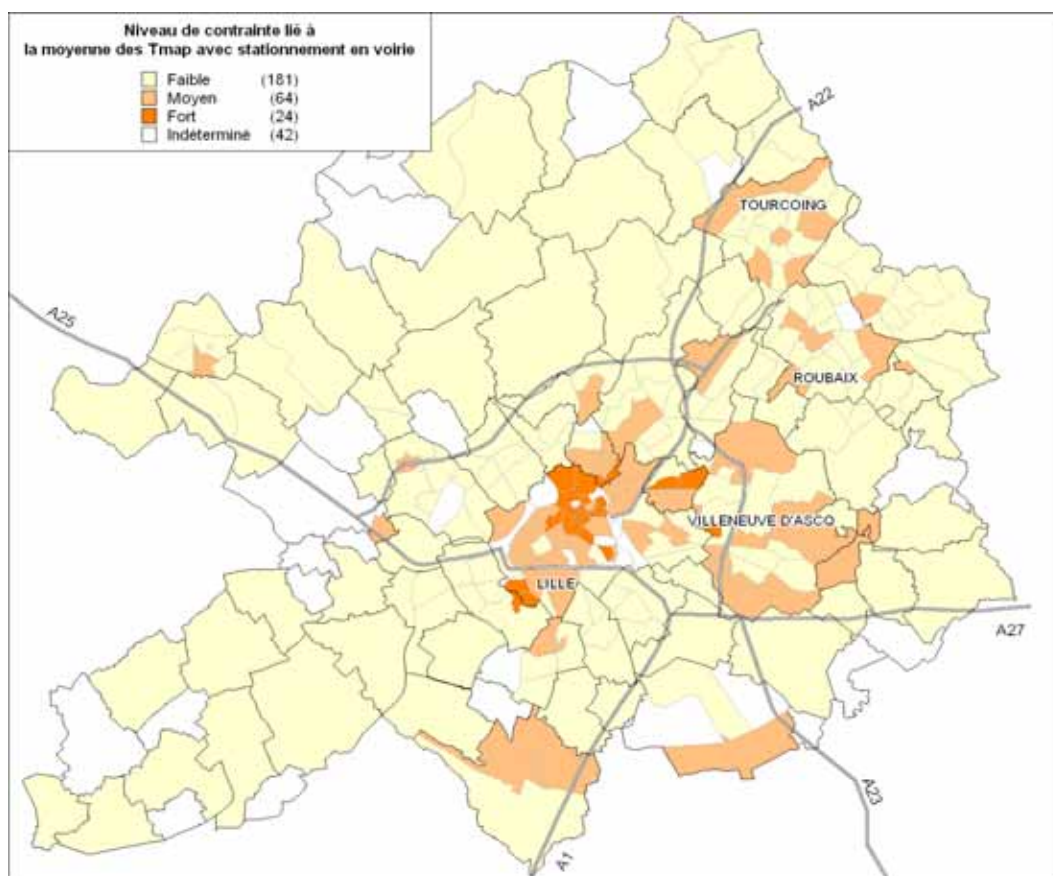 Niveau de contrainte lié à
la moyenne des Tmap avec stationnement en voirie
Faible (181)
Moyen (64)
Fort (24)
Indéterminé (42)
A22
TOURCOING
A25
ROUBAIX
VILLENEUVE D'ASCQ
LILLE
A27
A23
A1